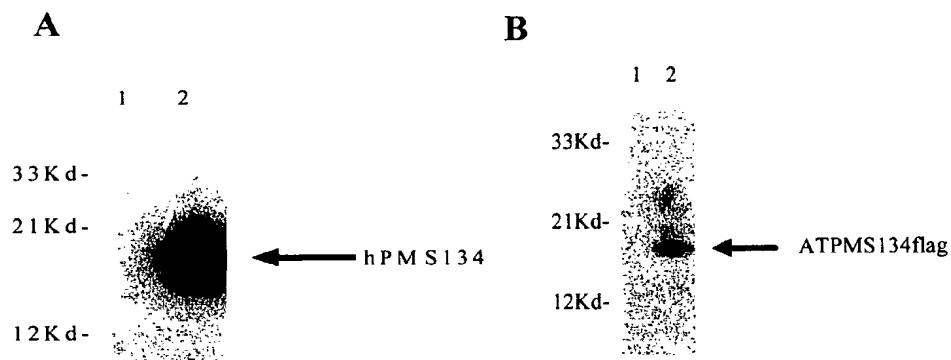 A
1 2
33Kd-
21Kd-
hPMS134
12Kd-
B
1 2
33Kd-
21Kd-
ATPMS134flag
12Kd-